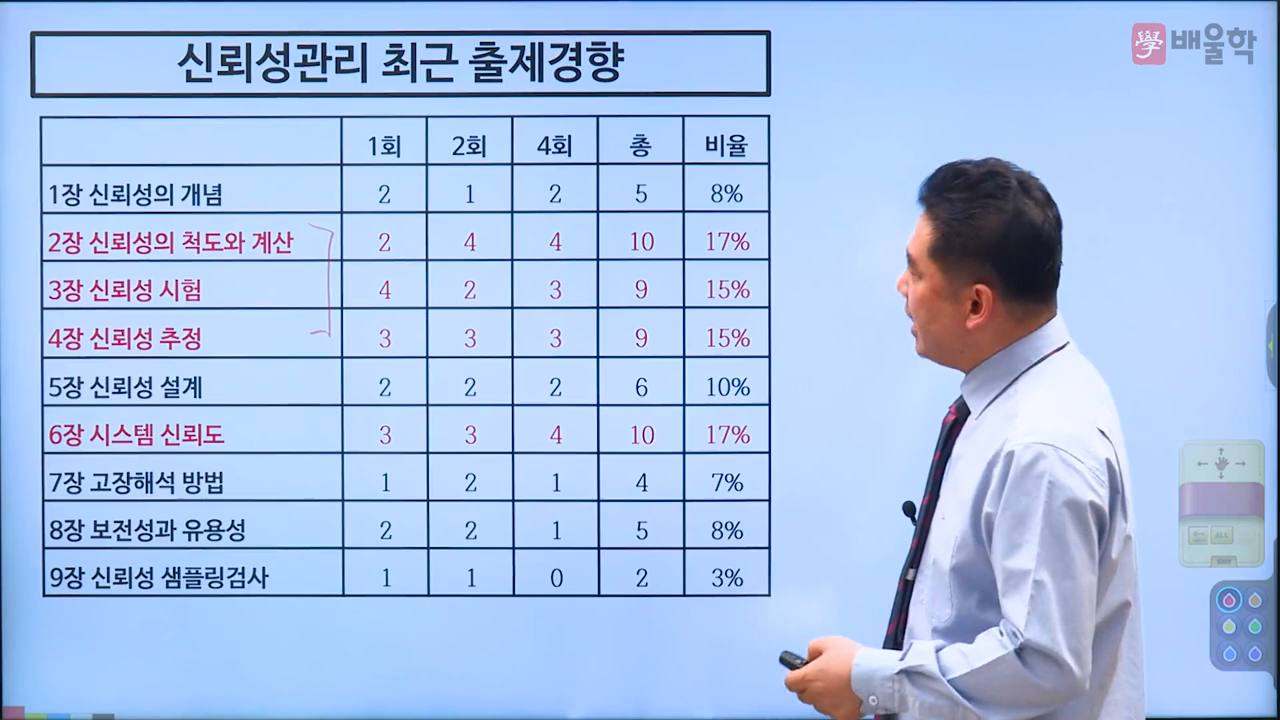 學 배울학
신뢰성관리 최근 출제경향
1회 2회 4회 총 비율
1장 신뢰성의 개념 2 1 2 5 8%
2장 신뢰성의 척도와 계산 2 4 4 10 17%
3장 신뢰성 시험 4 2 3 9 15%
4장 신뢰성 추정 3 3 3 9 15%
5장 신뢰성 설계 2 2 2 6 10%
6장 시스템 신뢰도 3 3 4 10 17%
7장 고장해석 방법 1 2 1 4 7%
8장 보전성과 유용성 2 2 1 5 8%
9장 신뢰성 샘플링검사 1 1 0 2 3%
ALL
EXIT